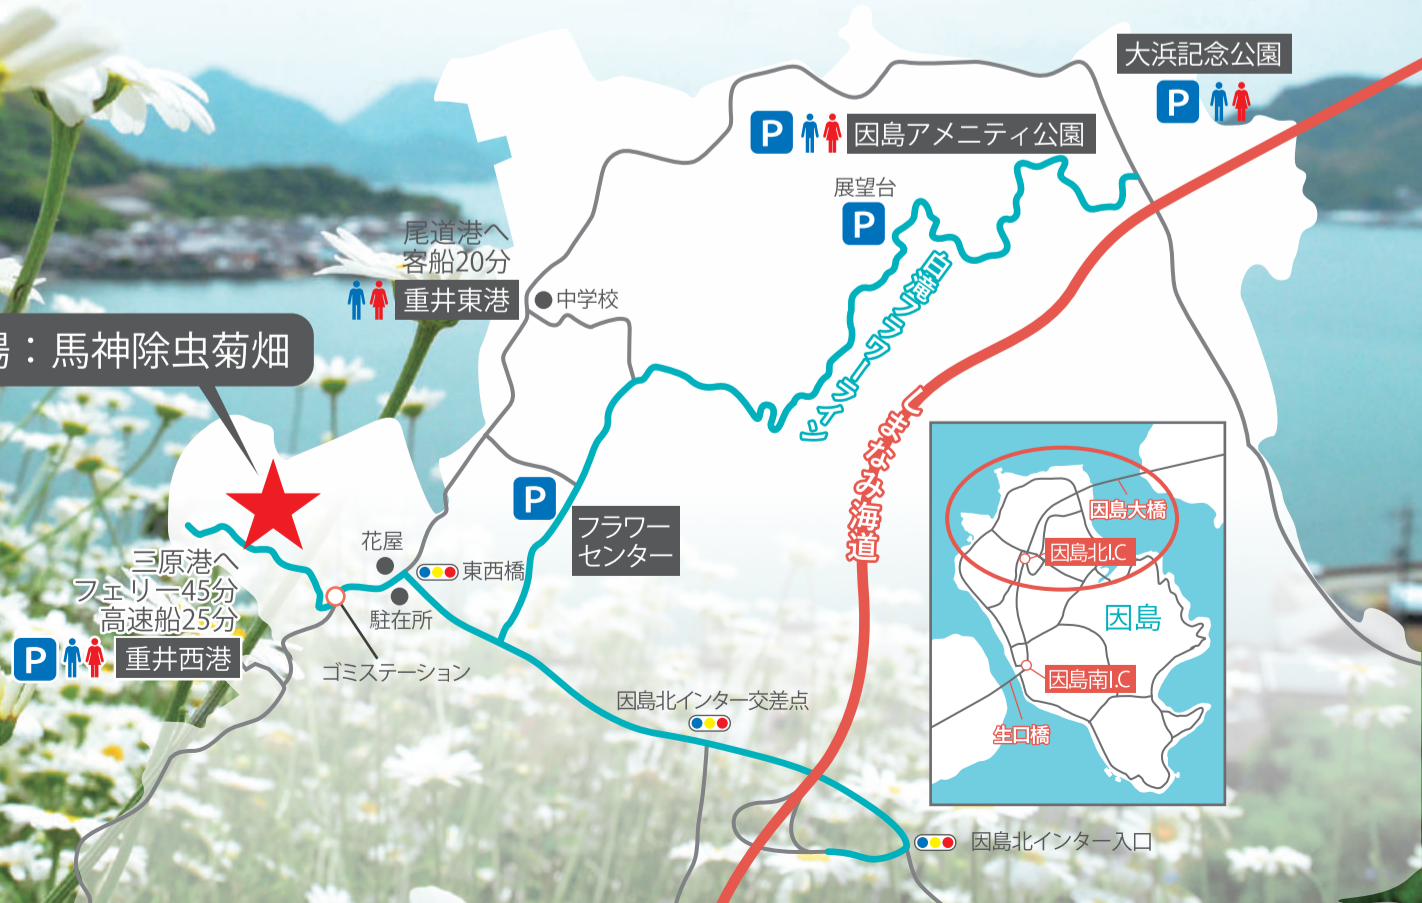 大浜記念公園
P
P
因島アメニティ公園
展望台
P
白滝フラワーライン
尾道港へ
客船20分
重井東港
中学校
場：馬神除虫菊畑
しまなみ海道
P
フラワー
センター
花屋
東西橋
駐在所
ゴミステーション
三原港へ
フェリー45分
高速船25分
P
重井西港
因島北インター交差点
因島北インター入口
因島大橋
因島北I.C
因島
因島南I.C
生口橋